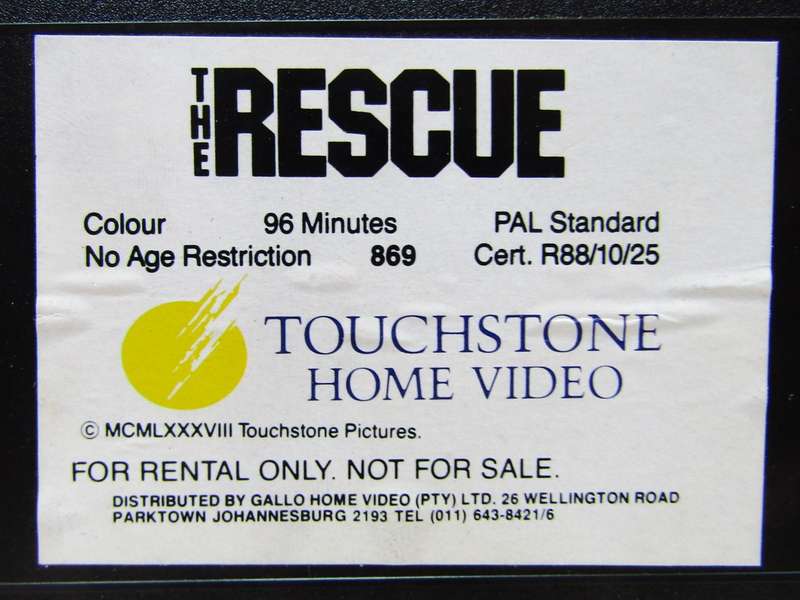 THE RESCUE
Colour 96 Minutes PAL Standard
No Age Restriction 869 Cert. R88/10/25
TOUCHSTONE
HOME VIDEO
© MCMLXXXVIII Touchstone Pictures.
FOR RENTAL ONLY. NOT FOR SALE.
DISTRIBUTED BY GALLO HOME VIDEO (PTY) LTD. 26 WELLINGTON ROAD
PARKTOWN JOHANNESBURG 2193 TEL (011) 643-8421/6